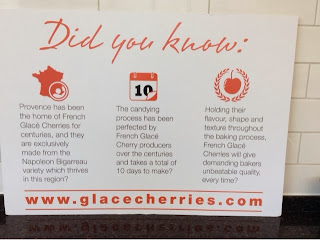 Did you know:
10
Provence has been
the home of French
Glacé Cherries for
centuries, and they
are exclusively
made from the
Napoleon Bigarreau
variety which thrives
in this region?
The candying
process has been
perfected by
French Glacé
Cherry producers
over the centuries
and takes a total of
10 days to make?
Holding their
flavour, shape and
texture throughout
the baking process,
French Glacé
Cherries will give
demanding bakers
unbeatable quality,
every time?
www.glacecherries.com